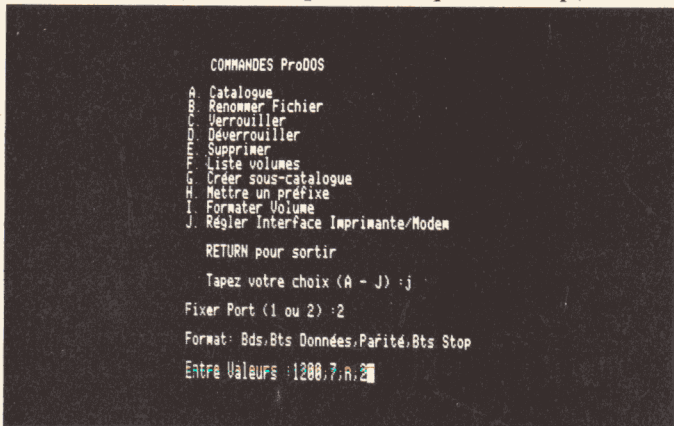 COMMANDES ProDOS
A. Catalogue
B. Renommer Fichier
C. Verrouiller
D. Déverrouiller
E. Supprimer
F. Liste volumes
G. Créer sous-catalogue
H. Mettre un préfixe
I. Formater Volume
J. Régler Interface Imprimante/Modem
RETURN pour sortir
Tapez votre choix (A - J) :j
Fixer Port (1 ou 2) :2
Format: Bds,Bts Données,Parité,Bts Stop
Entre Valeurs :1200,7,n,2